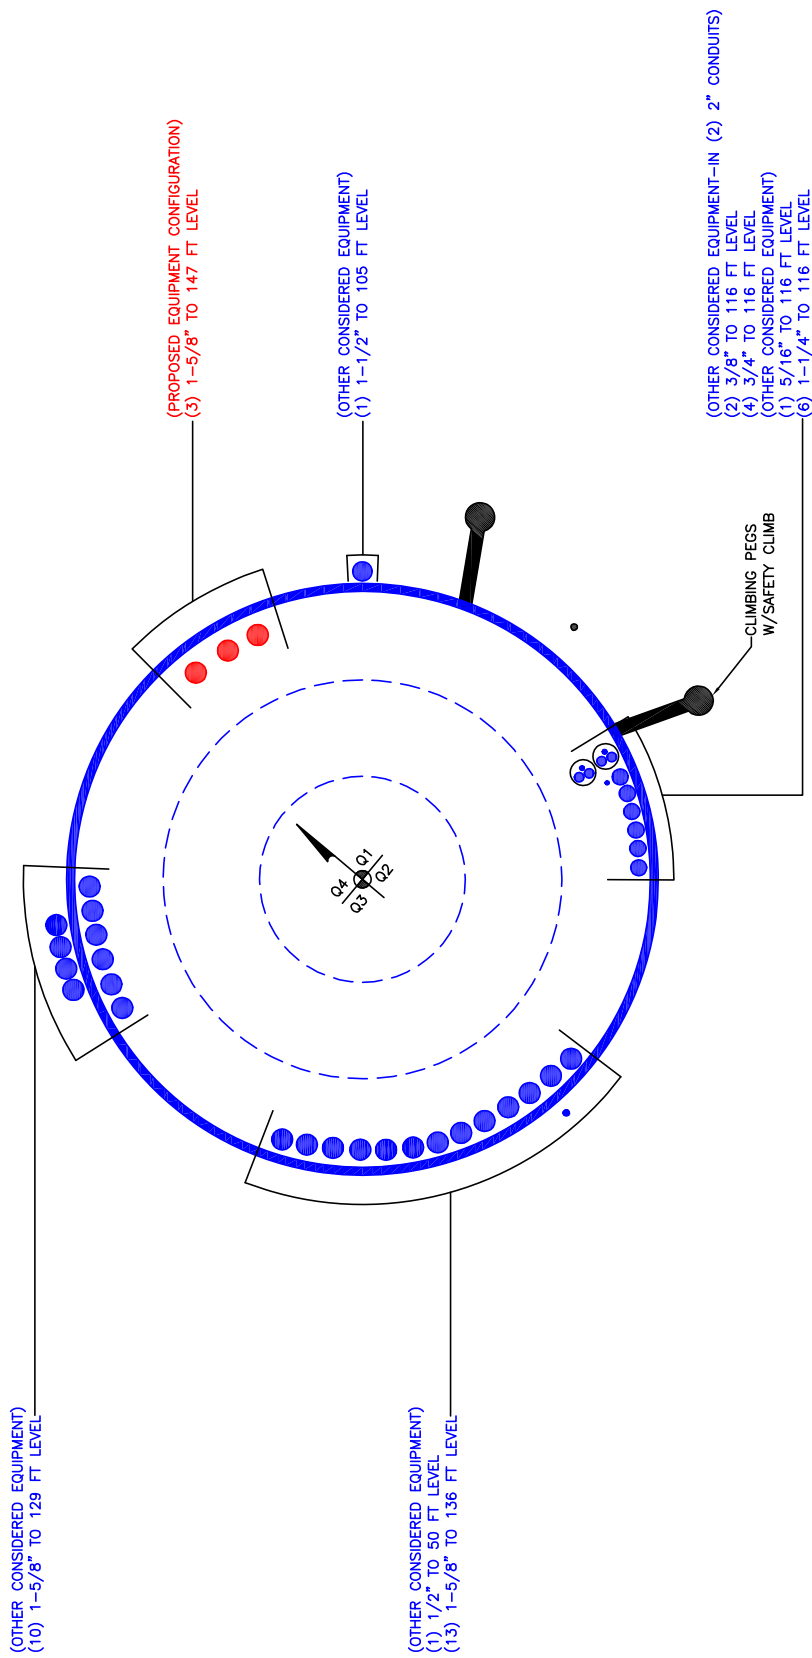 (OTHER CONSIDERED EQUIPMENT)
(10) 1-5/8" TO 129 FT LEVEL
(PROPOSED EQUIPMENT CONFIGURATION)
(3) 1-5/8" TO 147 FT LEVEL
(OTHER CONSIDERED EQUIPMENT)
(1) 1-1/2" TO 105 FT LEVEL
(OTHER CONSIDERED EQUIPMENT)
(1) 1/2" TO 50 FT LEVEL
(13) 1-5/8" TO 136 FT LEVEL
Q4
Q1
Q3
Q2
CLIMBING PEGS
W/SAFETY CLIMB
(OTHER CONSIDERED EQUIPMENT-IN (2) 2" CONDUITS)
(2) 3/8" TO 116 FT LEVEL
(4) 3/4" TO 116 FT LEVEL
(OTHER CONSIDERED EQUIPMENT)
(1) 5/16" TO 116 FT LEVEL
(6) 1-1/4" TO 116 FT LEVEL